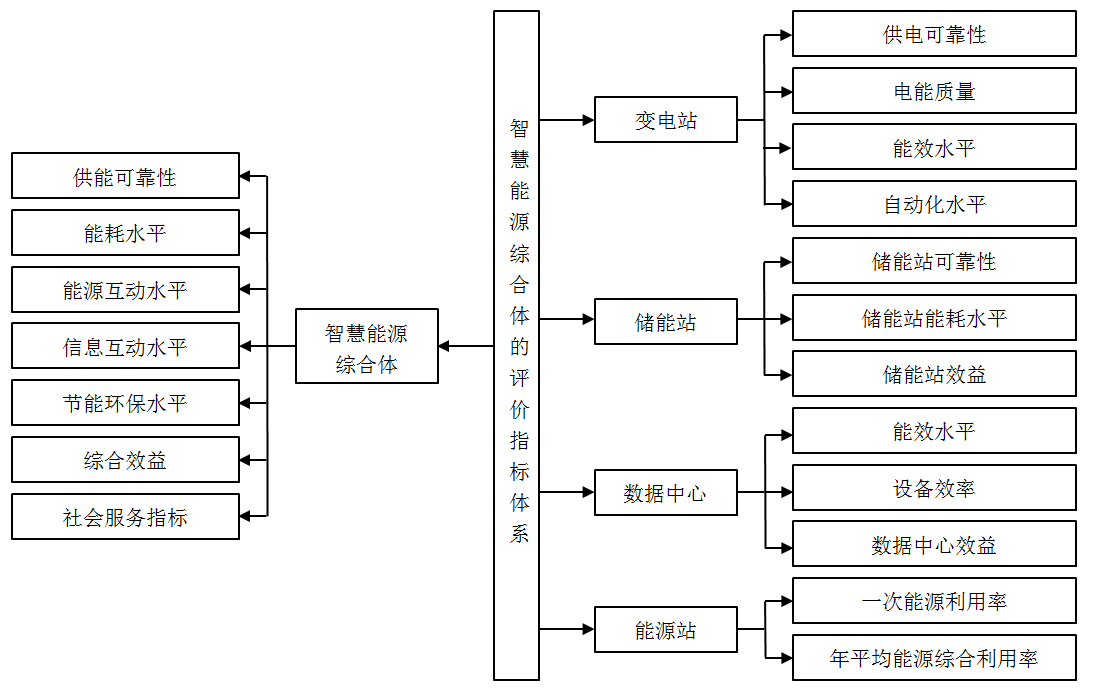 供能可靠性
能耗水平
能源互动水平
信息互动水平
节能环保水平
综合效益
社会服务指标
智慧能源
综合体
智慧能源综合体的评价指标体系
变电站
储能站
数据中心
能源站
供电可靠性
电能质量
能效水平
自动化水平
储能站可靠性
储能站能耗水平
储能站效益
能效水平
设备效率
数据中心效益
一次能源利用率
年平均能源综合利用率